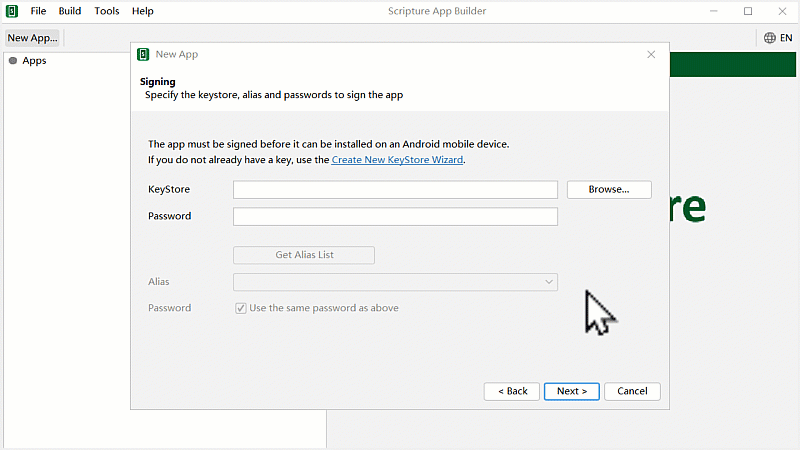 File Build Tools Help
Scripture App Builder
New App...
EN
Apps
New App
Signing
Specify the keystore, alias and passwords to sign the app
The app must be signed before it can be installed on an Android mobile device.
If you do not already have a key, use the Create New KeyStore Wizard.
KeyStore
Browse...
Password
re
Get Alias List
Alias
Password
Use the same password as above
< Back
Next >
Cancel